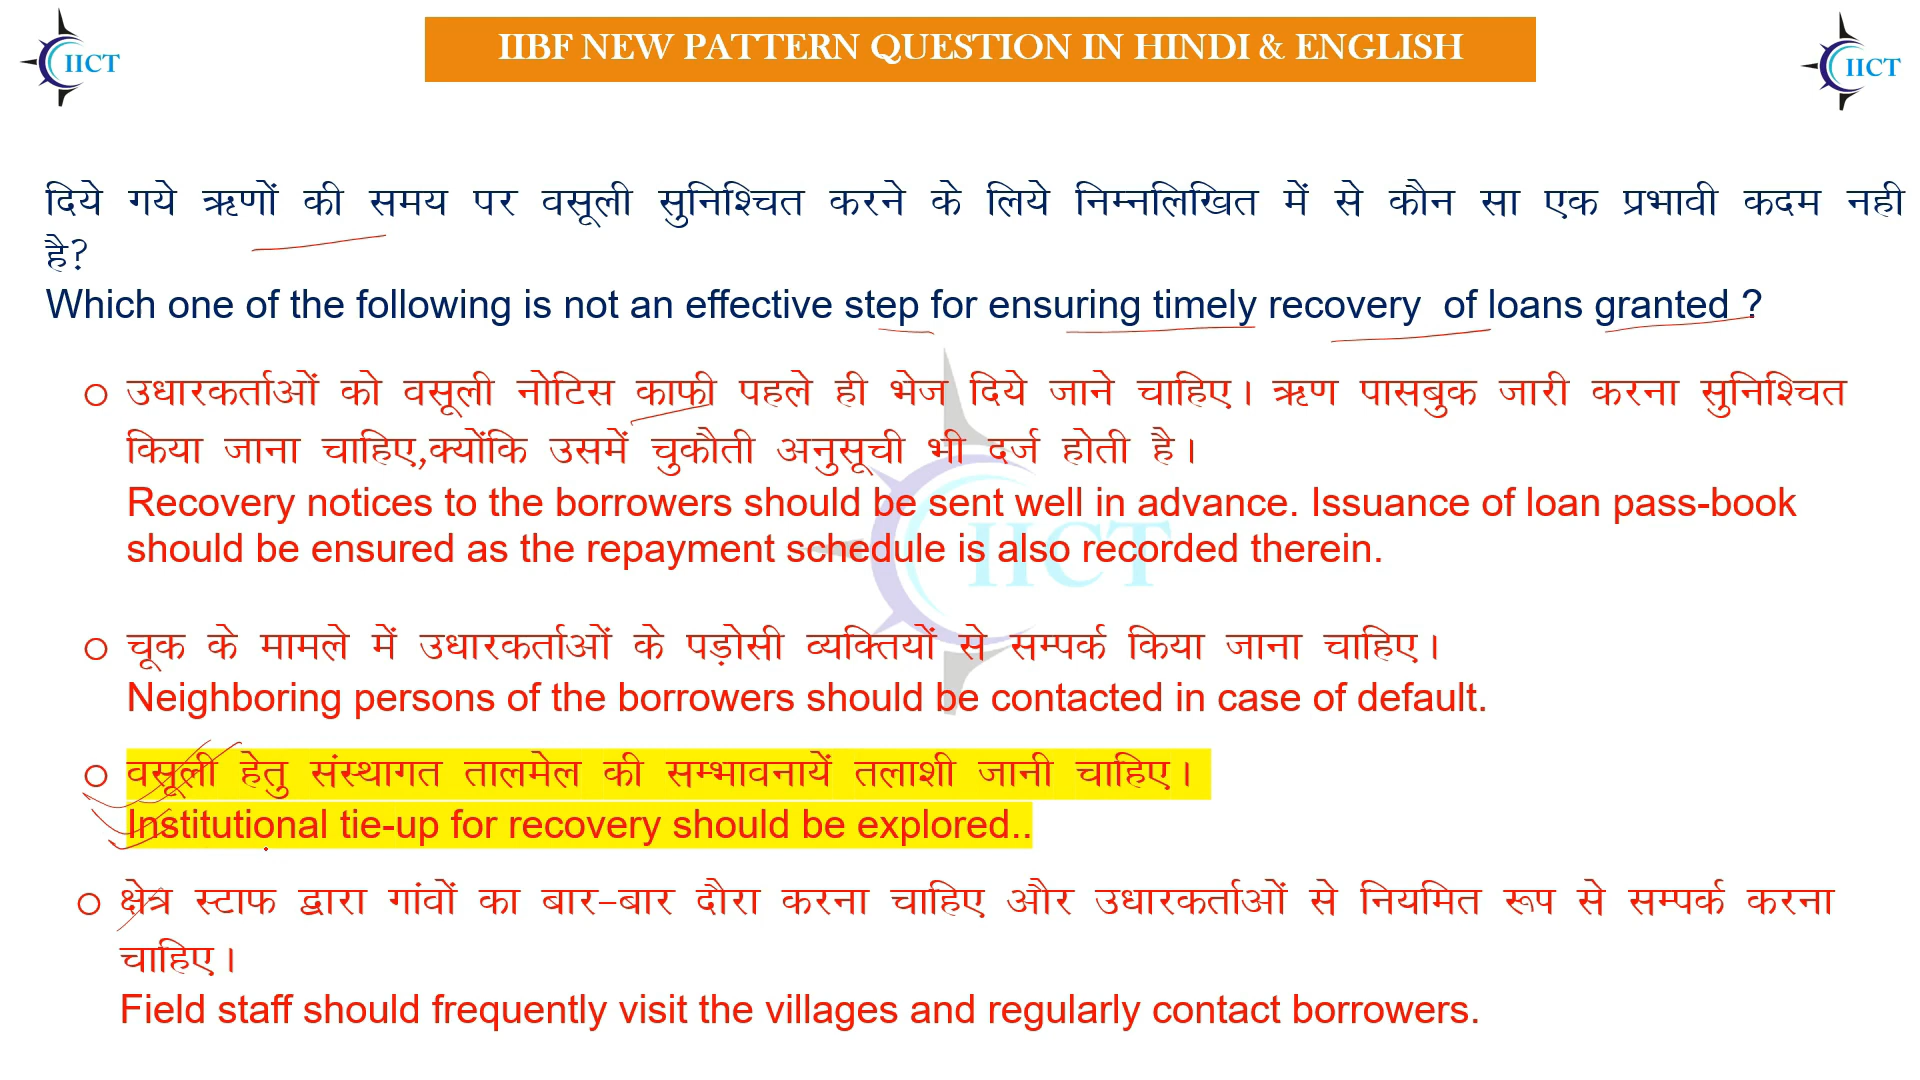 IICT
IIBF NEW PATTERN QUESTION IN HINDI & ENGLISH
IICT
दिये गये ऋणों की समय पर वसूली सुनिश्चित करने के लिये निम्नलिखित में से कौन सा एक प्रभावी कदम नही
है?
Which one of the following is not an effective step for ensuring timely recovery of loans granted ?
उधारकर्ताओं को वसूली नोटिस काफी पहले ही भेज दिये जाने चाहिए। ऋण पासबुक जारी करना सुनिश्चित
किया जाना चाहिए,क्योंकि उसमें चुकौती अनुसूची भी दर्ज होती है।
Recovery notices to the borrowers should be sent well in advance. Issuance of loan pass-book
should be ensured as the repayment schedule is also recorded therein.
IICT
चूक के मामले में उधारकर्ताओं के पड़ोसी व्यक्तियों से सम्पर्क किया जाना चाहिए।
Neighboring persons of the borrowers should be contacted in case of default.
वसूली हेतु संस्थागत तालमेल की सम्भावनायें तलाशी जानी चाहिए।
Institutional tie-up for recovery should be explored..
क्षेत्र स्टाफ द्वारा गांवों का बार–बार दौरा करना चाहिए और उधारकर्ताओं से नियमित रूप से सम्पर्क करना
चाहिए।
Field staff should frequently visit the villages and regularly contact borrowers.